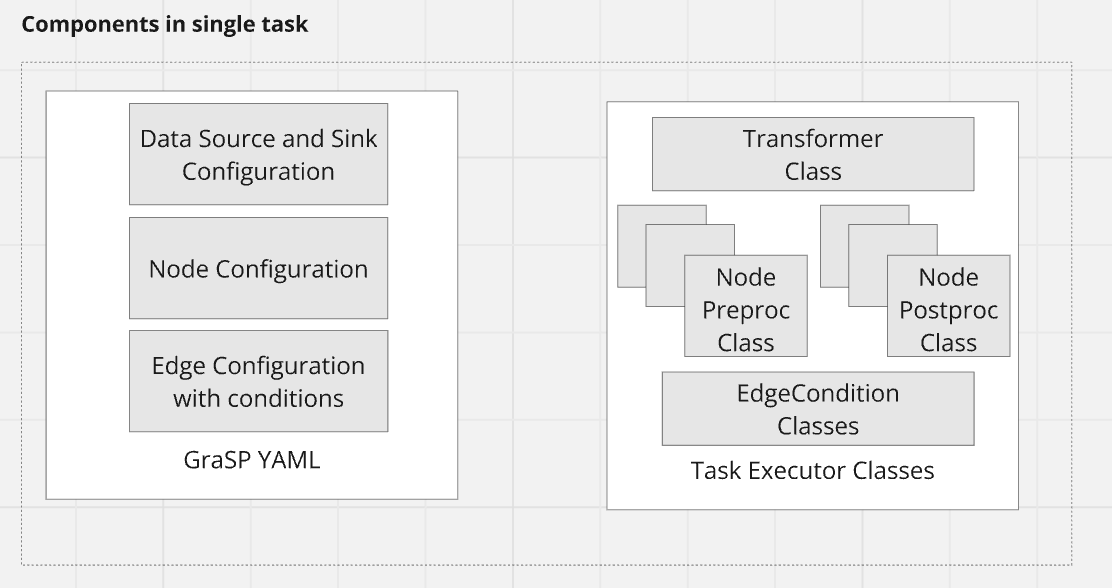 Components in single task
Data Source and Sink
Configuration
Node Configuration
Edge Configuration
with conditions
GraSP YAML
Transformer
Class
Node
Preproc
Class
Node
Postproc
Class
EdgeCondition
Classes
Task Executor Classes